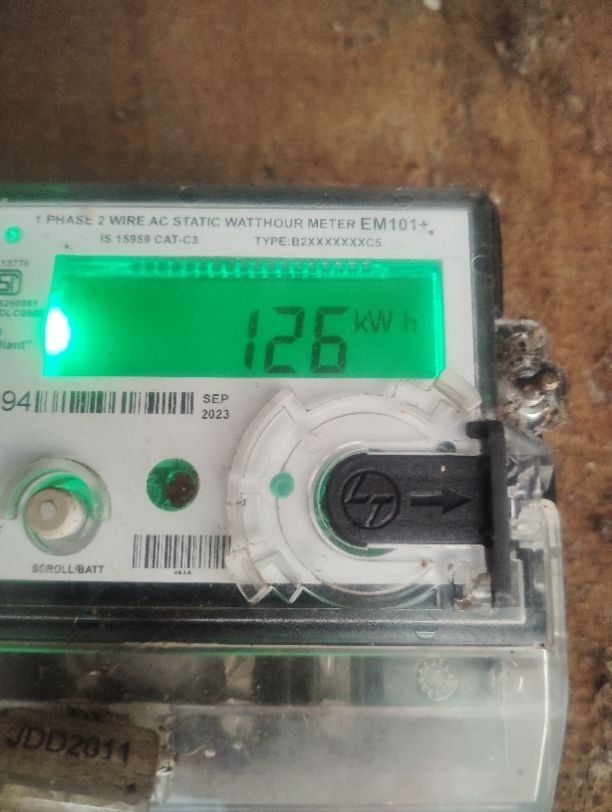 1 PHASE 2 WIRE AC STATIC WATTHOUR METER EM101+
IS 15959 CAT-C3 TYPE:B2XXXXXXXC5
126 kWh
94
SEP
2023
LT
SCROLL/BATT
JDD2011